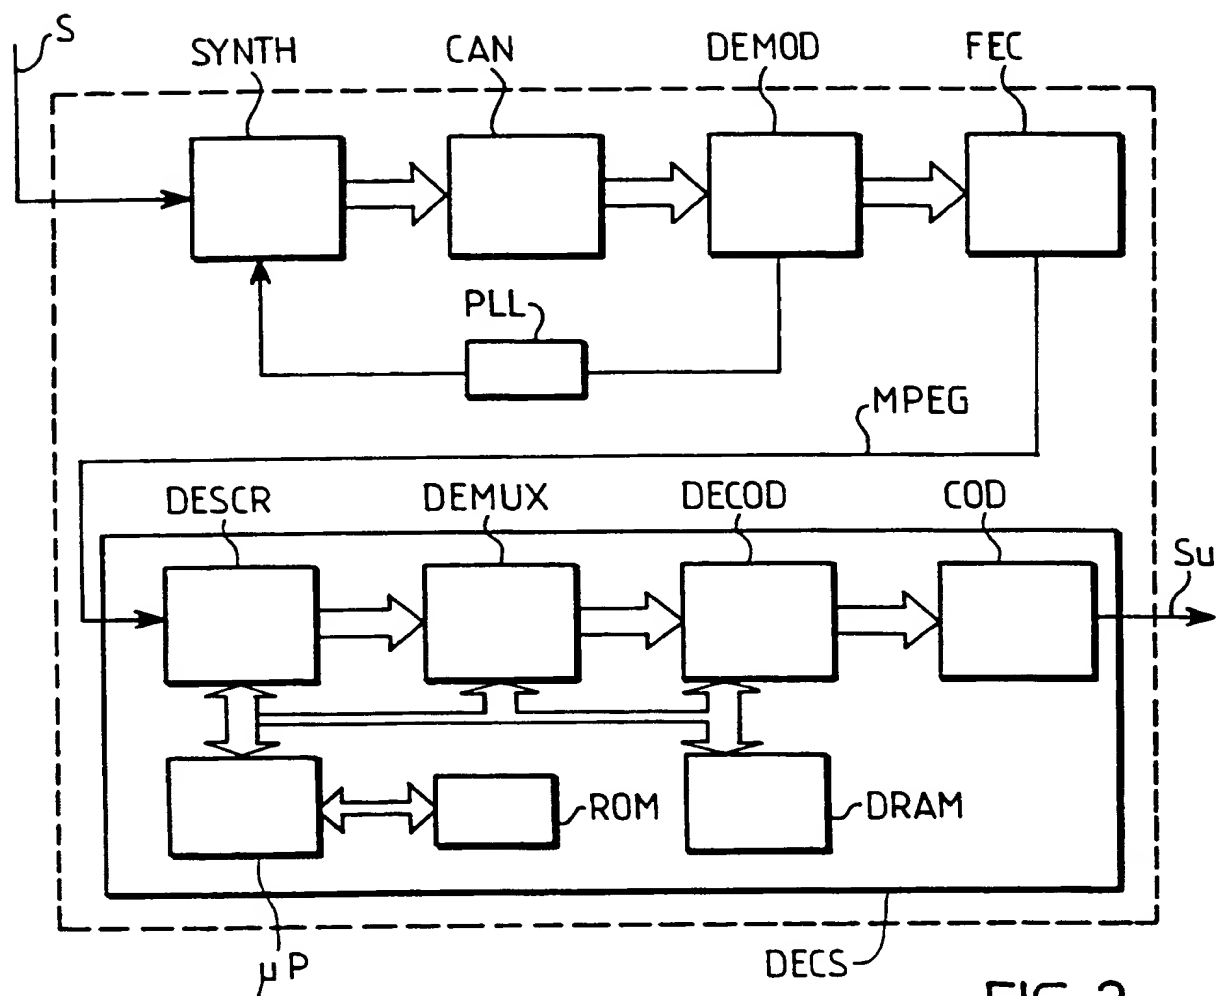 S
SYNTH
CAN
DEMOD
FEC
PLL
MPEG
DESCR
DEMUX
DECOD
COD
Su
ROM
DRAM
μP
DECS